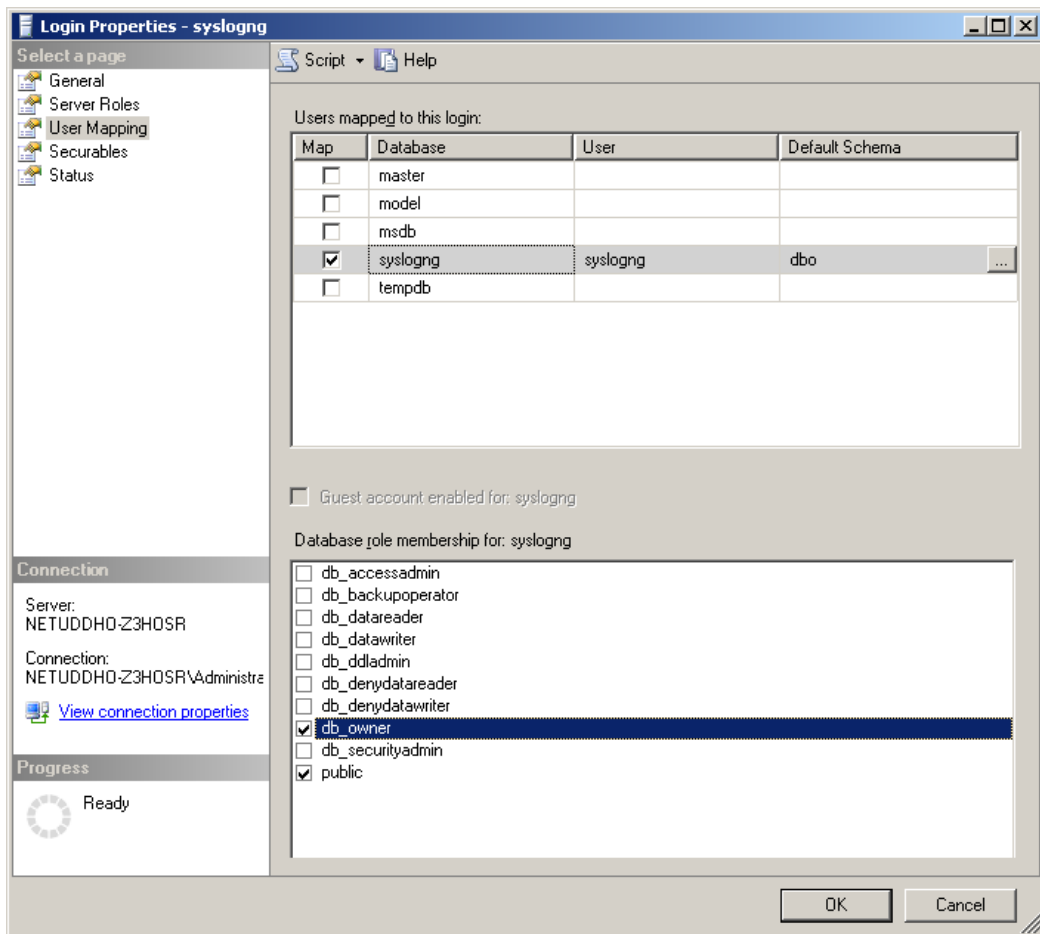 Login Properties - syslogng
Select a page
General
Server Roles
User Mapping
Securables
Status
Script Help
Users mapped to this login:
Map Database User Default Schema
master
model
msdb
syslogng syslogng dbo ...
tempdb
Guest account enabled for: syslogng
Database role membership for: syslogng
db_accessadmin
db_backupoperator
db_datareader
db_datawriter
db_ddladmin
db_denydatareader
db_denydatawriter
db_owner
db_securityadmin
public
Connection
Server:
NETUDDHO-Z3HOSR
Connection:
NETUDDHO-Z3HOSR\Administra
View connection properties
Progress
Ready
OK Cancel